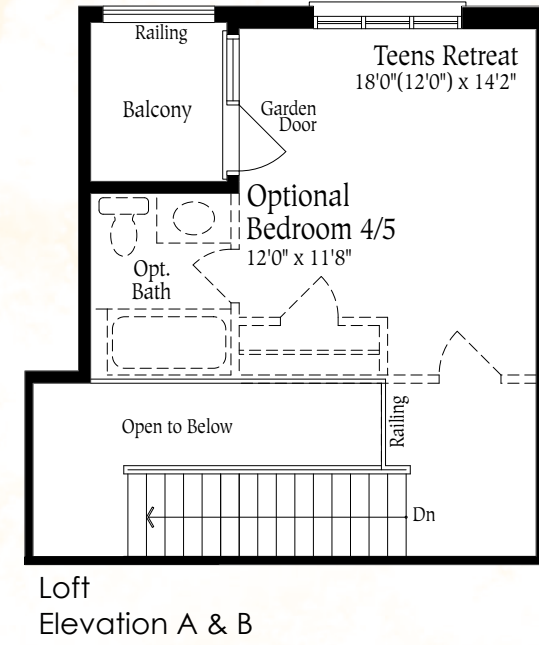 Railing
Teens Retreat
18'0"(12'0") x 14'2"
Balcony
Garden
Door
Optional
Bedroom 4/5
12'0" x 11'8"
Opt.
Bath
Railing
Open to Below
Dn
Loft
Elevation A & B